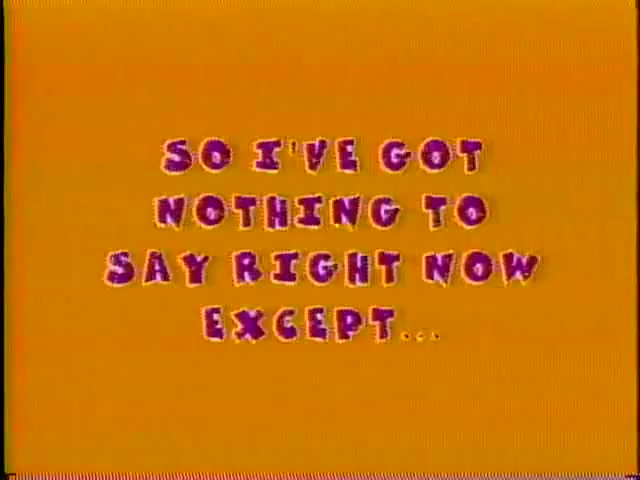 SO I'VE GOT
NOTHING TO
SAY RIGHT NOW
EXCEPT...